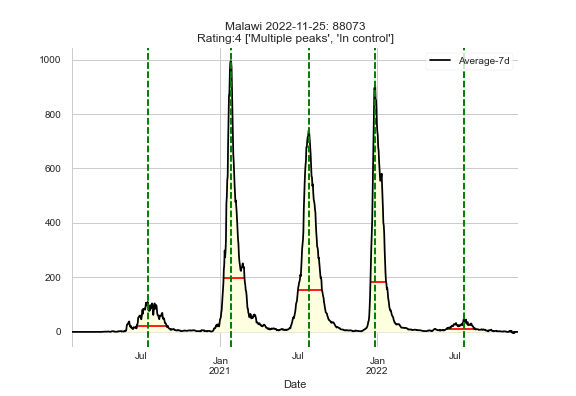 Malawi 2022-11-25: 88073
Rating:4 ['Multiple peaks', 'In control']
Average-7d
1000
800
600
400
200
0
Jul
Jan
2021
Jul
Jan
2022
Jul
Date